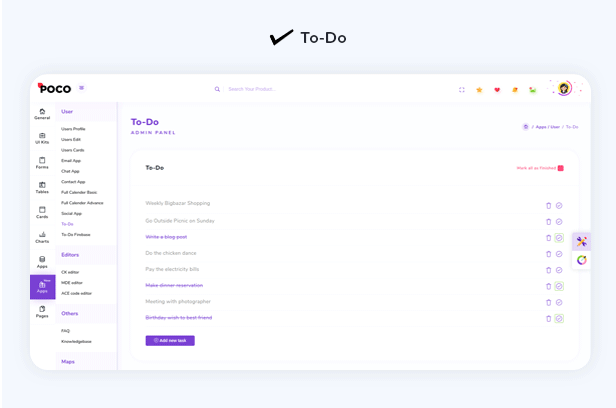 To-Do
POCO
Search Your Product...
General
UI Kits
Forms
Tables
Cards
Charts
Apps
New
Apps
Pages
User
Users Profile
Users Edit
Users Cards
Email App
Chat App
Contact App
Full Calender Basic
Full Calender Advance
Social App
To-Do
To-Do Firebase
Editors
CK editor
MDE editor
ACE code editor
Others
FAQ
Knowledgebase
Maps
To-Do
ADMIN PANEL
/ Apps / User / To-Do
To-Do
Mark all as finished
Weekly Bigbazar Shopping
Go Outside Picnic on Sunday
Write a blog post
Do the chicken dance
Pay the electricity bills
Make dinner reservation
Meeting with photographer
Birthday wish to best friend
Add new task